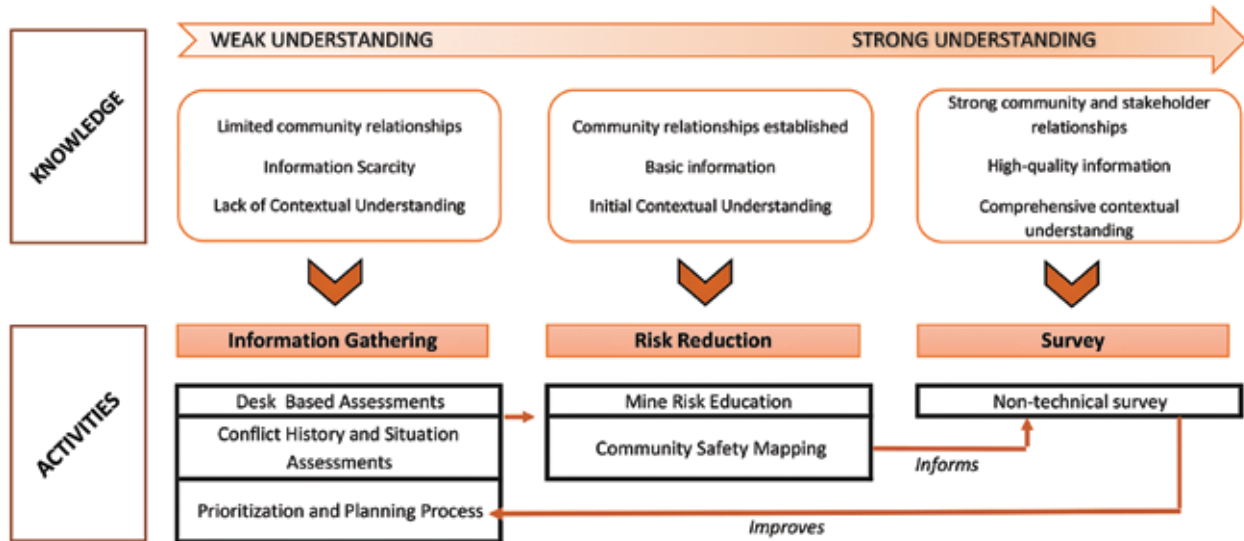 WEAK UNDERSTANDING
STRONG UNDERSTANDING
KNOWLEDGE
Limited community relationships
Information Scarcity
Lack of Contextual Understanding
Community relationships established
Basic information
Initial Contextual Understanding
Strong community and stakeholder
relationships
High-quality information
Comprehensive contextual
understanding
ACTIVITIES
Information Gathering
Desk Based Assessments
Conflict History and Situation
Assessments
Prioritization and Planning Process
Risk Reduction
Mine Risk Education
Community Safety Mapping
Informs
Survey
Non-technical survey
Improves